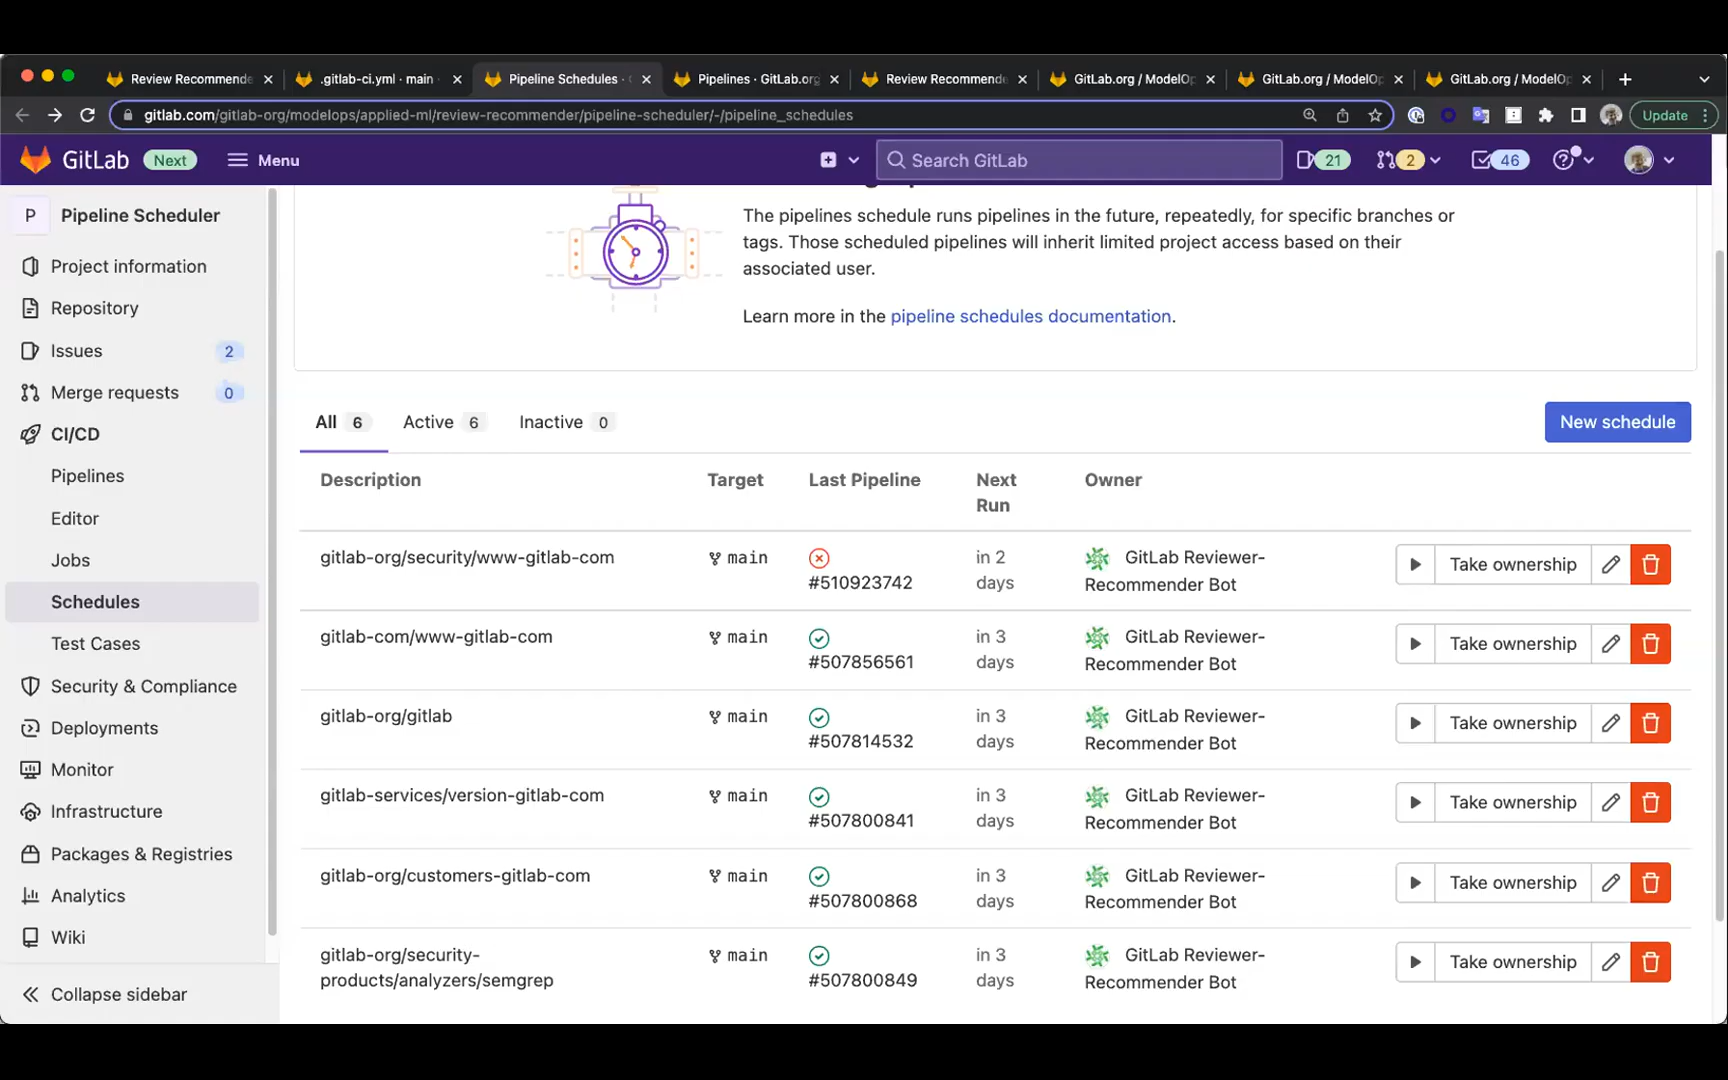 Review Recommende
.gitlab-ci.yml · main
Pipeline Schedules ·
Pipelines · GitLab.org
Review Recommende
GitLab.org / ModelOp
GitLab.org / ModelOp
GitLab.org / ModelOp
gitlab.com/gitlab-org/modelops/applied-ml/review-recommender/pipeline-scheduler/-/pipeline_schedules
Update
GitLab Next Menu
Search GitLab
21
2
46
P Pipeline Scheduler
Project information
Repository
Issues 2
Merge requests 0
CI/CD
Pipelines
Editor
Jobs
Schedules
Test Cases
Security & Compliance
Deployments
Monitor
Infrastructure
Packages & Registries
Analytics
Wiki
Collapse sidebar
The pipelines schedule runs pipelines in the future, repeatedly, for specific branches or
tags. Those scheduled pipelines will inherit limited project access based on their
associated user.
Learn more in the pipeline schedules documentation.
All 6 Active 6 Inactive 0
New schedule
Description Target Last Pipeline Next Owner
Run
gitlab-org/security/www-gitlab-com main in 2 GitLab Reviewer-
#510923742 days Recommender Bot
Take ownership
gitlab-com/www-gitlab-com main in 3 GitLab Reviewer-
#507856561 days Recommender Bot
Take ownership
gitlab-org/gitlab main in 3 GitLab Reviewer-
#507814532 days Recommender Bot
Take ownership
gitlab-services/version-gitlab-com main in 3 GitLab Reviewer-
#507800841 days Recommender Bot
Take ownership
gitlab-org/customers-gitlab-com main in 3 GitLab Reviewer-
#507800868 days Recommender Bot
Take ownership
gitlab-org/security- main in 3 GitLab Reviewer-
products/analyzers/semgrep #507800849 days Recommender Bot
Take ownership